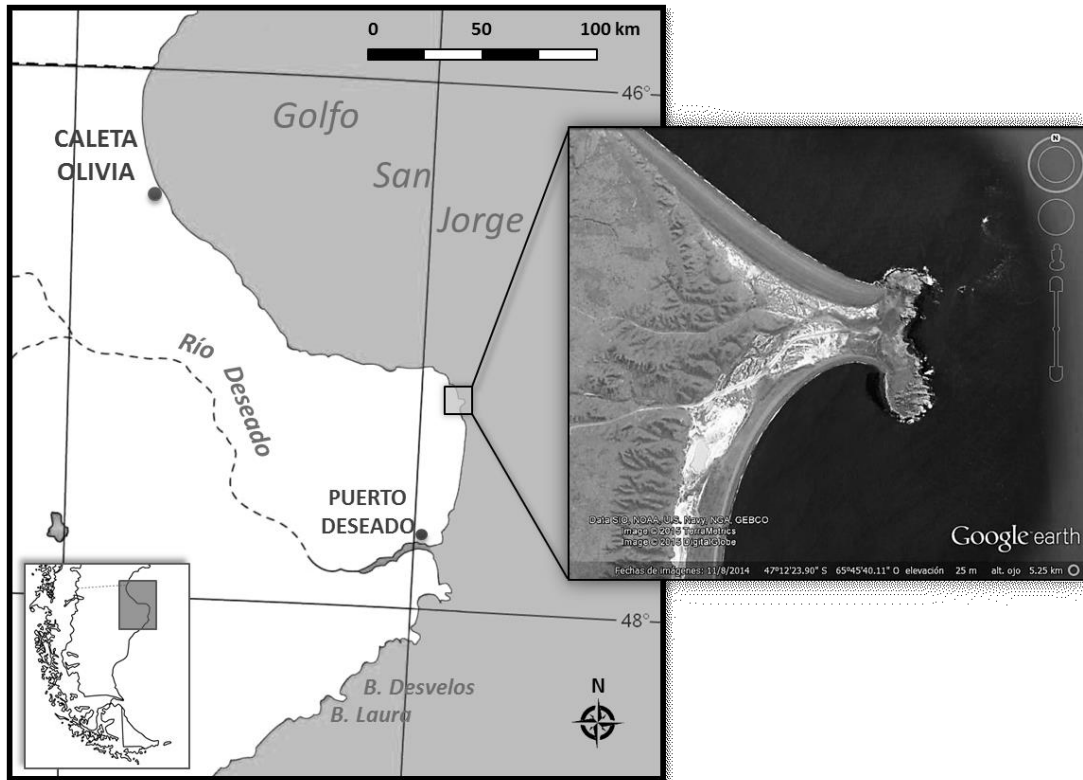 0 50 100 km
46°
Golfo
San
Jorge
CALETA
OLIVIA
Río
Deseado
PUERTO
DESEADO
48°
B. Desvelos
B. Laura
N
N
Data SIO, NOAA, U.S. Navy, NGA, GEBCO
Image © 2015 TerraMetrics
Image © 2015 DigitalGlobe
Google earth
Fechas de imágenes: 11/8/2014 47°12'23.90" S 65°45'40.11" O elevación 25 m alt. ojo 5.25 km